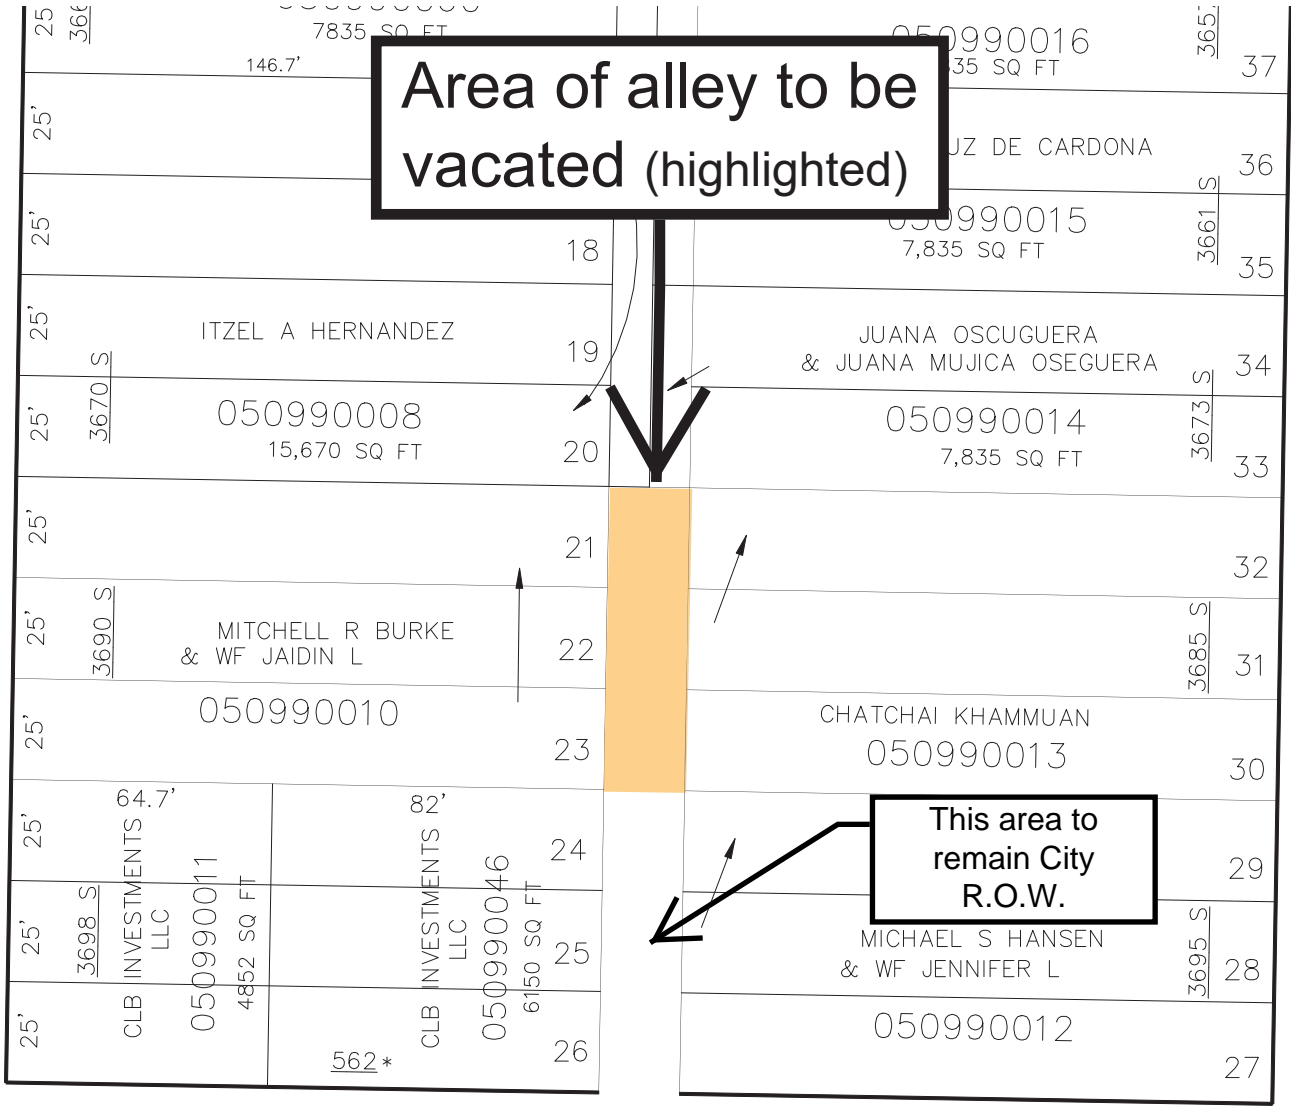 25'
366
7835 SQ FT
146.7'
Area of alley to be
vacated (highlighted)
990016
35 SQ FT
3657
37
25'
UZ DE CARDONA
36
25'
18
050990015
7,835 SQ FT
3661 S
35
25'
ITZEL A HERNANDEZ
19
JUANA OSCUGUERA
& JUANA MUJICA OSEGUERA
34
3670 S
25'
050990008
15,670 SQ FT
20
050990014
7,835 SQ FT
3673 S
33
25'
21
32
25'
3690 S
MITCHELL R BURKE
& WF JAIDIN L
22
3685 S
31
25'
050990010
23
CHATCHAI KHAMMUAN
050990013
30
64.7'
82'
25'
24
This area to
remain City
R.O.W.
29
25'
3698 S
CLB INVESTMENTS
LLC
050990011
4852 SQ FT
CLB INVESTMENTS
LLC
050990046
6150 SQ FT
25
MICHAEL S HANSEN
& WF JENNIFER L
3695 S
28
25'
562*
26
050990012
27